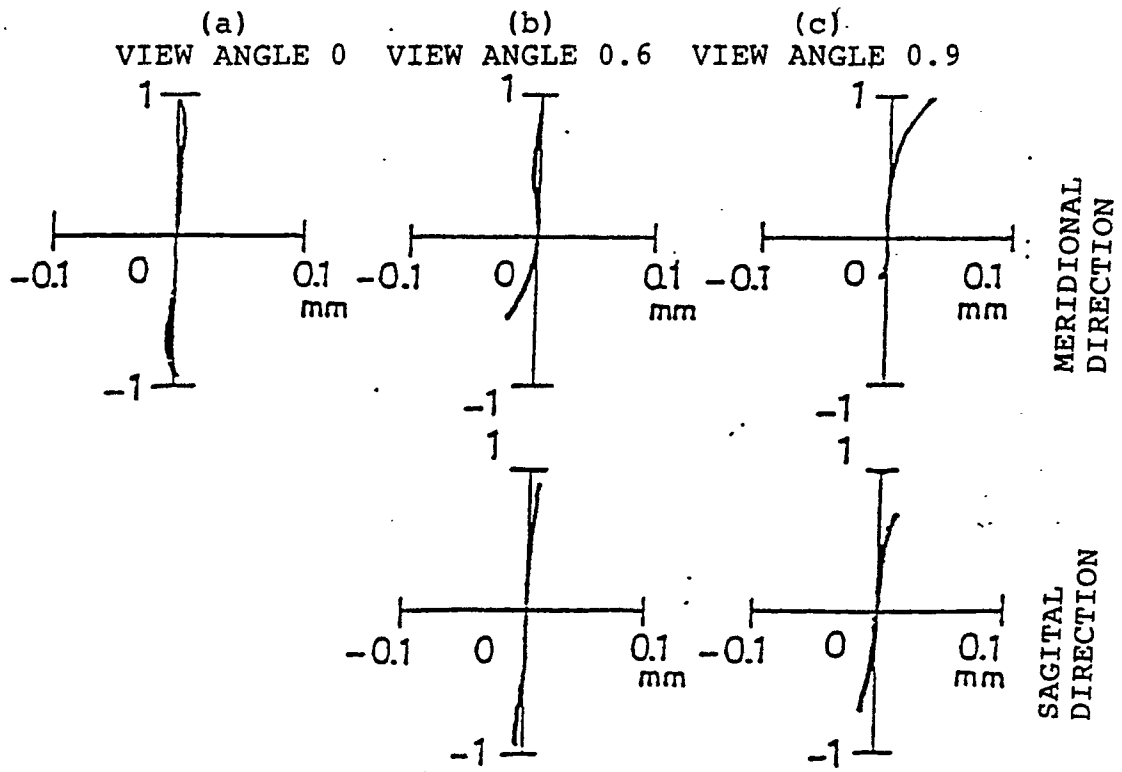 (a) (b) (c)
VIEW ANGLE 0 VIEW ANGLE 0.6 VIEW ANGLE 0.9
1 1 1
-0.1 0 0.1 -0.1 0 0.1 -0.1 0 0.1
mm mm mm
-1 -1 -1
MERIDIONAL
DIRECTION
1 1
-0.1 0 0.1 -0.1 0 0.1
mm mm
-1 -1
SAGITAL
DIRECTION